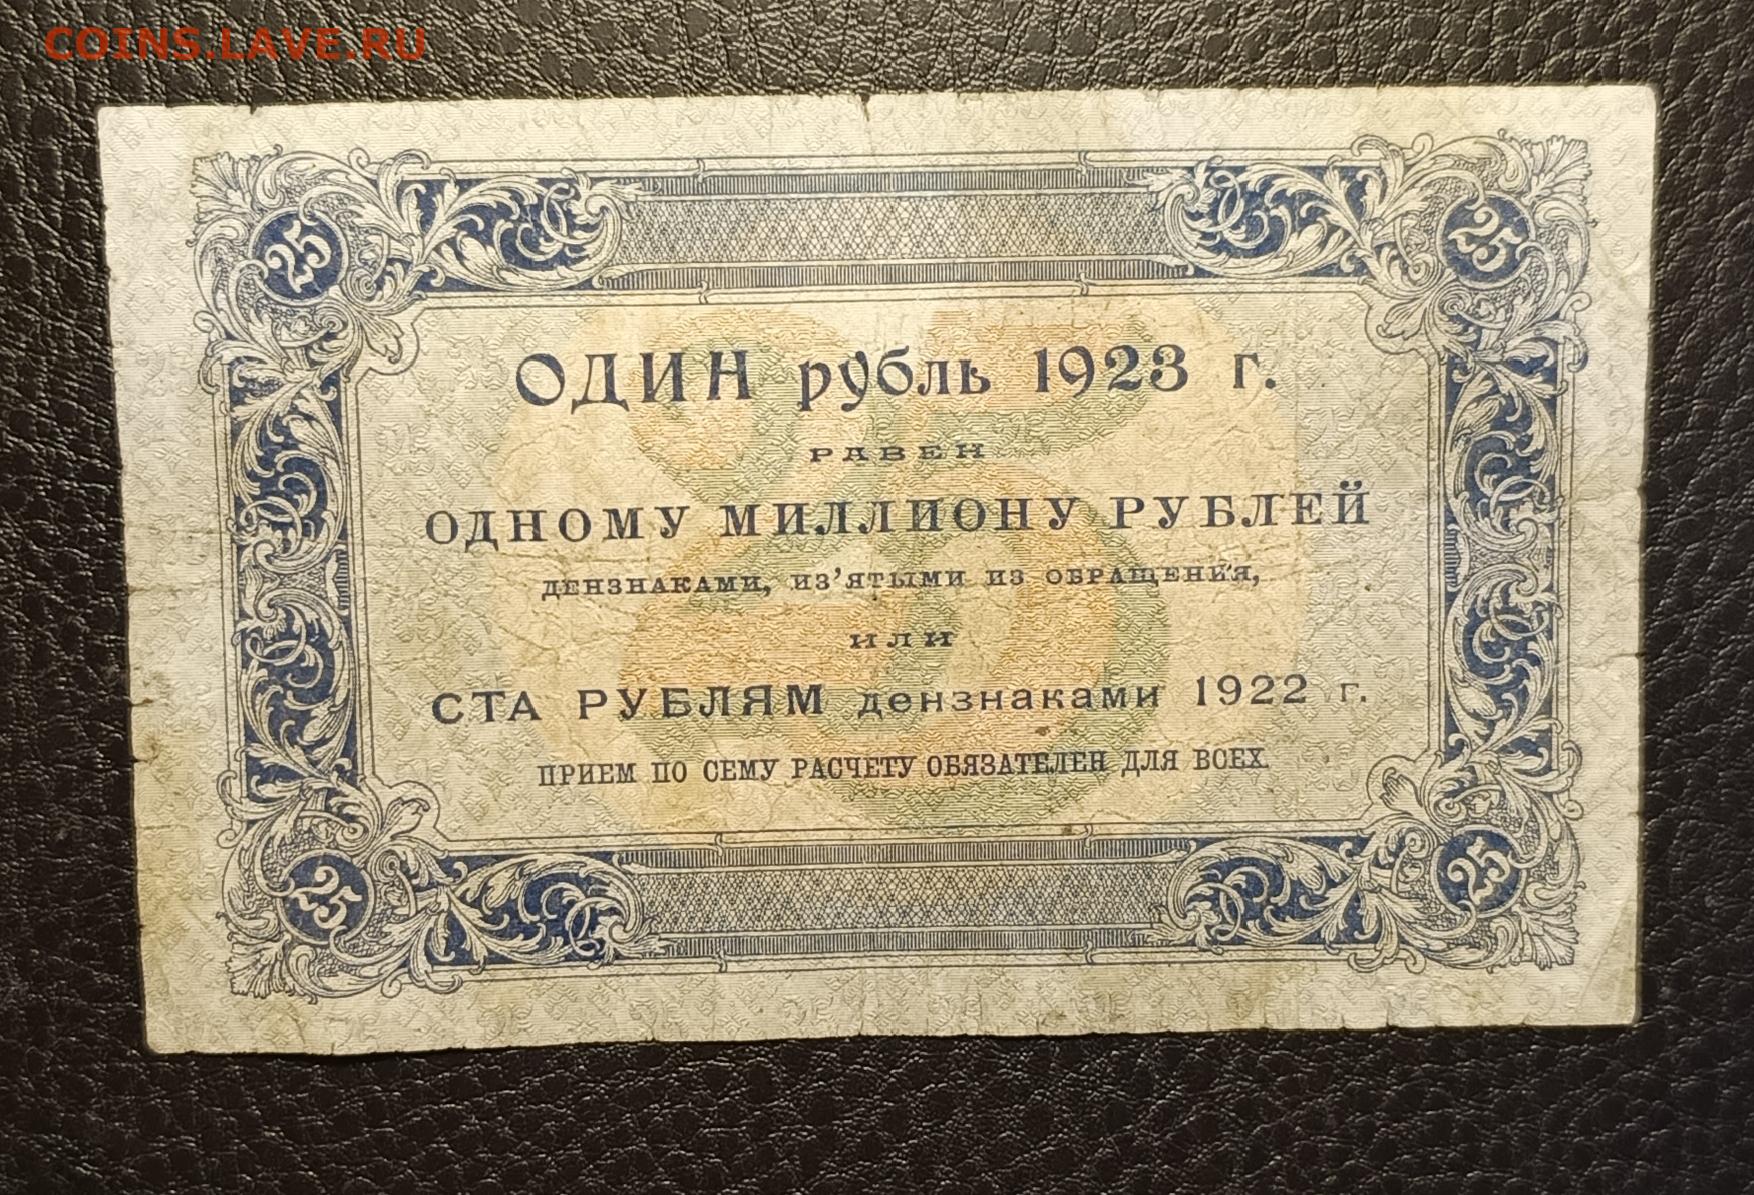 COINS.LAVE.RU
25 25
ОДИН рубль 1923 г.
РАВЕН
ОДНОМУ МИЛЛИОНУ РУБЛЕЙ
ДЕНЗНАКАМИ, ИЗ’ЯТЫМИ ИЗ ОБРАЩЕНИЯ,
ИЛИ
СТА РУБЛЯМ дензнаками 1922 г.
ПРИЕМ ПО СЕМУ РАСЧЕТУ ОБЯЗАТЕЛЕН ДЛЯ ВСЕХ.
25 25